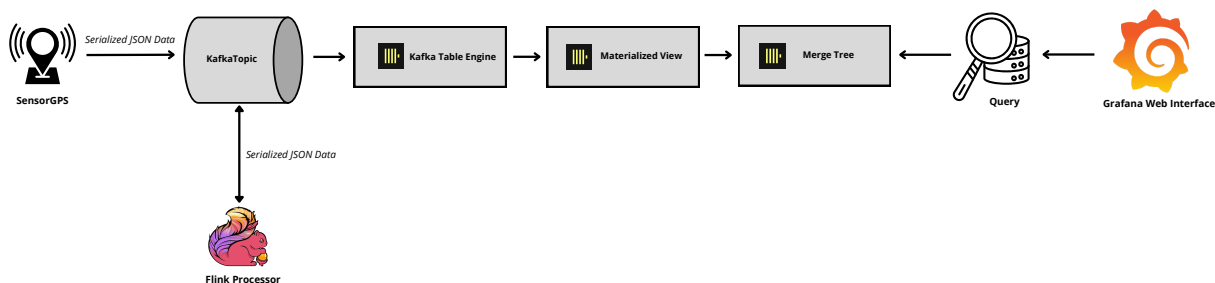 Serialized JSON Data
SensorGPS
KafkaTopic
Kafka Table Engine
Materialized View
Merge Tree
Query
Grafana Web Interface
Serialized JSON Data
Flink Processor